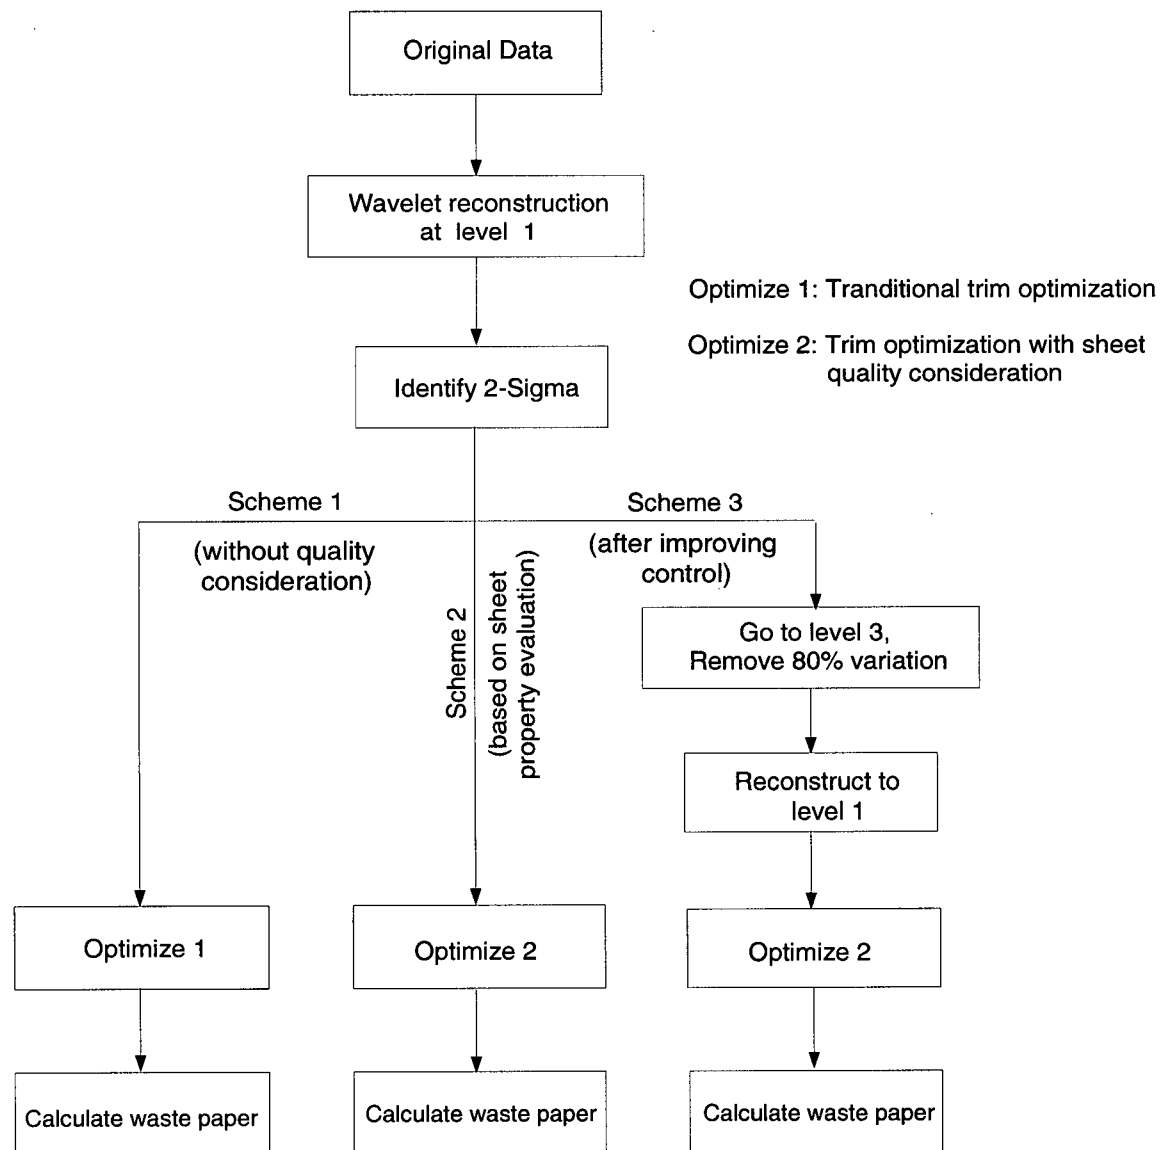 Original Data
Wavelet reconstruction
at level 1
Optimize 1: Tranditional trim optimization
Optimize 2: Trim optimization with sheet
quality consideration
Identify 2-Sigma
Scheme 1
(without quality
consideration)
Scheme 2
(based on sheet
property evaluation)
Scheme 3
(after improving
control)
Go to level 3,
Remove 80% variation
Reconstruct to
level 1
Optimize 1
Optimize 2
Optimize 2
Calculate waste paper
Calculate waste paper
Calculate waste paper